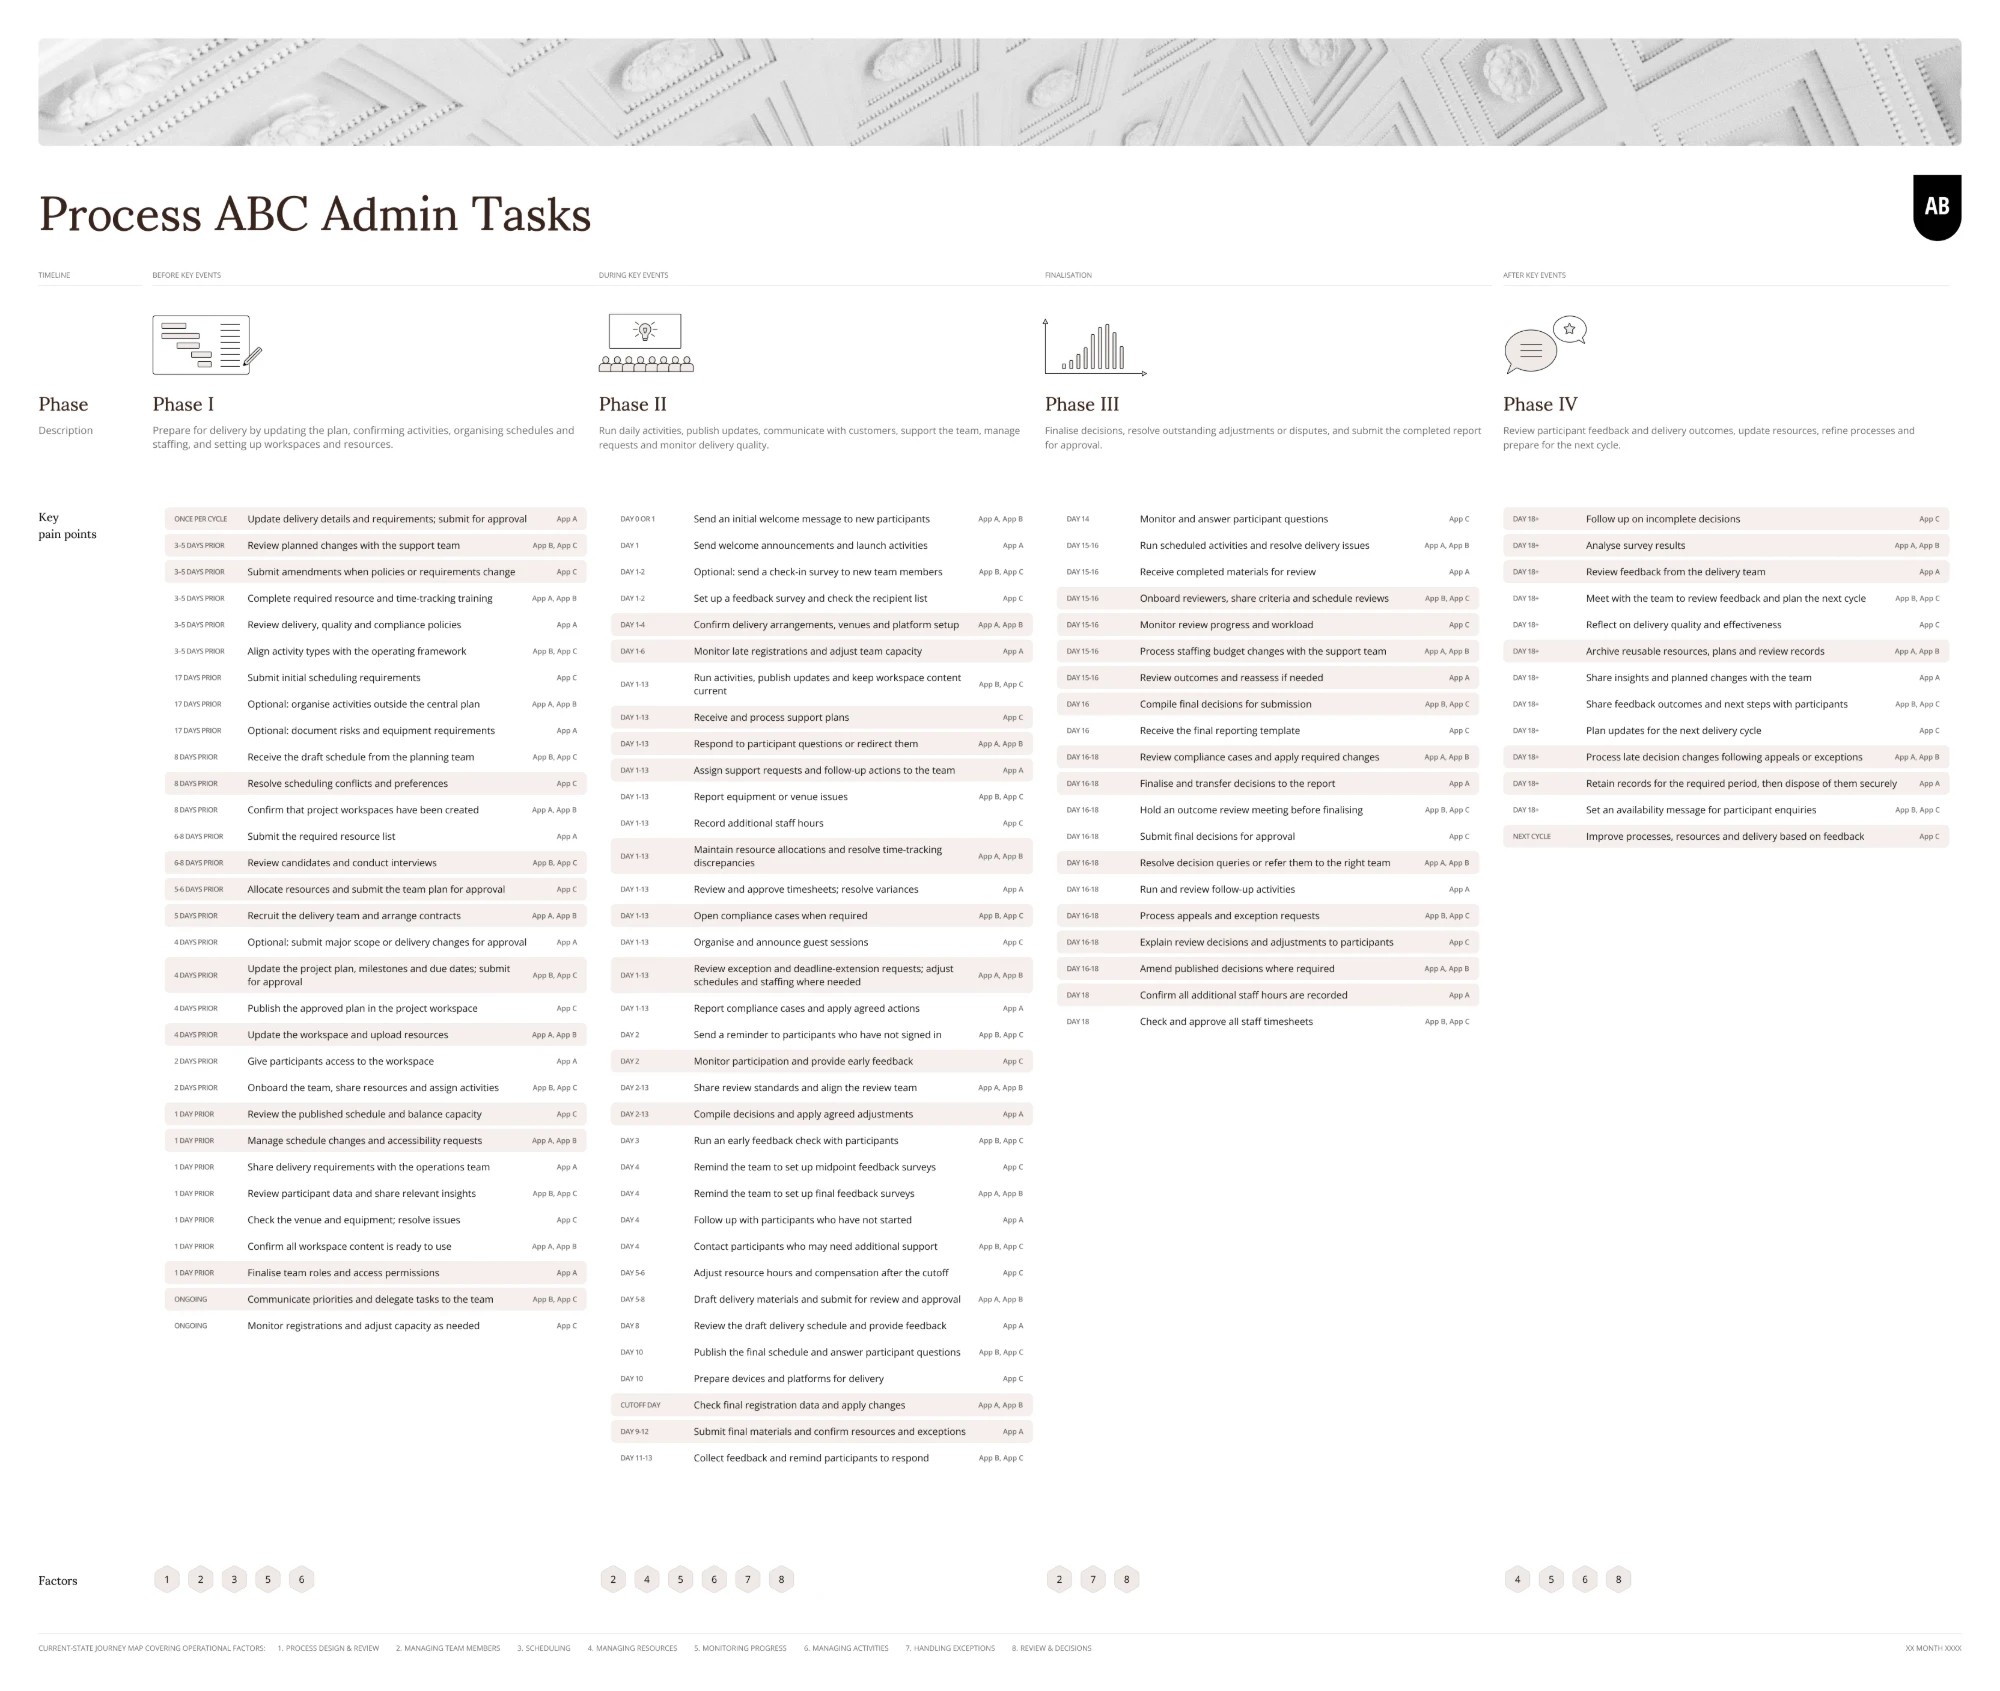 Process ABC Admin Tasks
AB
TIMELINE
BEFORE KEY EVENTS
DURING KEY EVENTS
FINALISATION
AFTER KEY EVENTS
Phase
Description
Phase I
Prepare for delivery by updating the plan, confirming activities, organising schedules and
staffing, and setting up workspaces and resources.
Phase II
Run daily activities, publish updates, communicate with customers, support the team, manage
requests and monitor delivery quality.
Phase III
Finalise decisions, resolve outstanding adjustments or disputes, and submit the completed report
for approval.
Phase IV
Review participant feedback and delivery outcomes, update resources, refine processes and
prepare for the next cycle.
Key
pain points
ONCE PER CYCLE Update delivery details and requirements; submit for approval App A
3-5 DAYS PRIOR Review planned changes with the support team App B, App C
3-5 DAYS PRIOR Submit amendments when policies or requirements change App C
3-5 DAYS PRIOR Complete required resource and time-tracking training App A, App B
3-5 DAYS PRIOR Review delivery, quality and compliance policies App A
3-5 DAYS PRIOR Align activity types with the operating framework App B, App C
17 DAYS PRIOR Submit initial scheduling requirements App C
17 DAYS PRIOR Optional: organise activities outside the central plan App A, App B
17 DAYS PRIOR Optional: document risks and equipment requirements App A
8 DAYS PRIOR Receive the draft schedule from the planning team App B, App C
8 DAYS PRIOR Resolve scheduling conflicts and preferences App C
8 DAYS PRIOR Confirm that project workspaces have been created App A, App B
6-8 DAYS PRIOR Submit the required resource list App A
6-8 DAYS PRIOR Review candidates and conduct interviews App B, App C
5-6 DAYS PRIOR Allocate resources and submit the team plan for approval App C
5 DAYS PRIOR Recruit the delivery team and arrange contracts App A, App B
4 DAYS PRIOR Optional: submit major scope or delivery changes for approval App A
4 DAYS PRIOR Update the project plan, milestones and due dates; submit
for approval App B, App C
4 DAYS PRIOR Publish the approved plan in the project workspace App C
4 DAYS PRIOR Update the workspace and upload resources App A, App B
2 DAYS PRIOR Give participants access to the workspace App A
2 DAYS PRIOR Onboard the team, share resources and assign activities App B, App C
1 DAY PRIOR Review the published schedule and balance capacity App C
1 DAY PRIOR Manage schedule changes and accessibility requests App A, App B
1 DAY PRIOR Share delivery requirements with the operations team App A
1 DAY PRIOR Review participant data and share relevant insights App B, App C
1 DAY PRIOR Check the venue and equipment; resolve issues App C
1 DAY PRIOR Confirm all workspace content is ready to use App A, App B
1 DAY PRIOR Finalise team roles and access permissions App A
ONGOING Communicate priorities and delegate tasks to the team App B, App C
ONGOING Monitor registrations and adjust capacity as needed App C
DAY 0 OR 1 Send an initial welcome message to new participants App A, App B
DAY 1 Send welcome announcements and launch activities App A
DAY 1-2 Optional: send a check-in survey to new team members App B, App C
DAY 1-2 Set up a feedback survey and check the recipient list App C
DAY 1-4 Confirm delivery arrangements, venues and platform setup App A, App B
DAY 1-6 Monitor late registrations and adjust team capacity App A
DAY 1-13 Run activities, publish updates and keep workspace content
current App B, App C
DAY 1-13 Receive and process support plans App C
DAY 1-13 Respond to participant questions or redirect them App A, App B
DAY 1-13 Assign support requests and follow-up actions to the team App A
DAY 1-13 Report equipment or venue issues App B, App C
DAY 1-13 Record additional staff hours App C
DAY 1-13 Maintain resource allocations and resolve time-tracking
discrepancies App A, App B
DAY 1-13 Review and approve timesheets; resolve variances App A
DAY 1-13 Open compliance cases when required App B, App C
DAY 1-13 Organise and announce guest sessions App C
DAY 1-13 Review exception and deadline-extension requests; adjust
schedules and staffing where needed App A, App B
DAY 1-13 Report compliance cases and apply agreed actions App A
DAY 2 Send a reminder to participants who have not signed in App B, App C
DAY 2 Monitor participation and provide early feedback App C
DAY 2-13 Share review standards and align the review team App A, App B
DAY 2-13 Compile decisions and apply agreed adjustments App A
DAY 3 Run an early feedback check with participants App B, App C
DAY 4 Remind the team to set up midpoint feedback surveys App C
DAY 4 Remind the team to set up final feedback surveys App A, App B
DAY 4 Follow up with participants who have not started App A
DAY 4 Contact participants who may need additional support App B, App C
DAY 5-6 Adjust resource hours and compensation after the cutoff App C
DAY 5-8 Draft delivery materials and submit for review and approval App A, App B
DAY 8 Review the draft delivery schedule and provide feedback App A
DAY 10 Publish the final schedule and answer participant questions App B, App C
DAY 10 Prepare devices and platforms for delivery App C
CUTOFF DAY Check final registration data and apply changes App A, App B
DAY 9-12 Submit final materials and confirm resources and exceptions App A
DAY 11-13 Collect feedback and remind participants to respond App B, App C
DAY 14 Monitor and answer participant questions App C
DAY 15-16 Run scheduled activities and resolve delivery issues App A, App B
DAY 15-16 Receive completed materials for review App A
DAY 15-16 Onboard reviewers, share criteria and schedule reviews App B, App C
DAY 15-16 Monitor review progress and workload App C
DAY 15-16 Process staffing budget changes with the support team App A, App B
DAY 15-16 Review outcomes and reassess if needed App A
DAY 16 Compile final decisions for submission App B, App C
DAY 16 Receive the final reporting template App C
DAY 16-18 Review compliance cases and apply required changes App A, App B
DAY 16-18 Finalise and transfer decisions to the report App A
DAY 16-18 Hold an outcome review meeting before finalising App B, App C
DAY 16-18 Submit final decisions for approval App C
DAY 16-18 Resolve decision queries or refer them to the right team App A, App B
DAY 16-18 Run and review follow-up activities App A
DAY 16-18 Process appeals and exception requests App B, App C
DAY 16-18 Explain review decisions and adjustments to participants App C
DAY 16-18 Amend published decisions where required App A, App B
DAY 18 Confirm all additional staff hours are recorded App A
DAY 18 Check and approve all staff timesheets App B, App C
DAY 18+ Follow up on incomplete decisions App C
DAY 18+ Analyse survey results App A, App B
DAY 18+ Review feedback from the delivery team App A
DAY 18+ Meet with the team to review feedback and plan the next cycle App B, App C
DAY 18+ Reflect on delivery quality and effectiveness App C
DAY 18+ Archive reusable resources, plans and review records App A, App B
DAY 18+ Share insights and planned changes with the team App A
DAY 18+ Share feedback outcomes and next steps with participants App B, App C
DAY 18+ Plan updates for the next delivery cycle App C
DAY 18+ Process late decision changes following appeals or exceptions App A, App B
DAY 18+ Retain records for the required period, then dispose of them securely App A
DAY 18+ Set an availability message for participant enquiries App B, App C
NEXT CYCLE Improve processes, resources and delivery based on feedback App C
Factors
1 2 3 5 6
2 4 5 6 7 8
2 7 8
4 5 6 8
CURRENT-STATE JOURNEY MAP COVERING OPERATIONAL FACTORS: 1. PROCESS DESIGN & REVIEW 2. MANAGING TEAM MEMBERS 3. SCHEDULING 4. MANAGING RESOURCES 5. MONITORING PROGRESS 6. MANAGING ACTIVITIES 7. HANDLING EXCEPTIONS 8. REVIEW & DECISIONS
XX MONTH XXXX